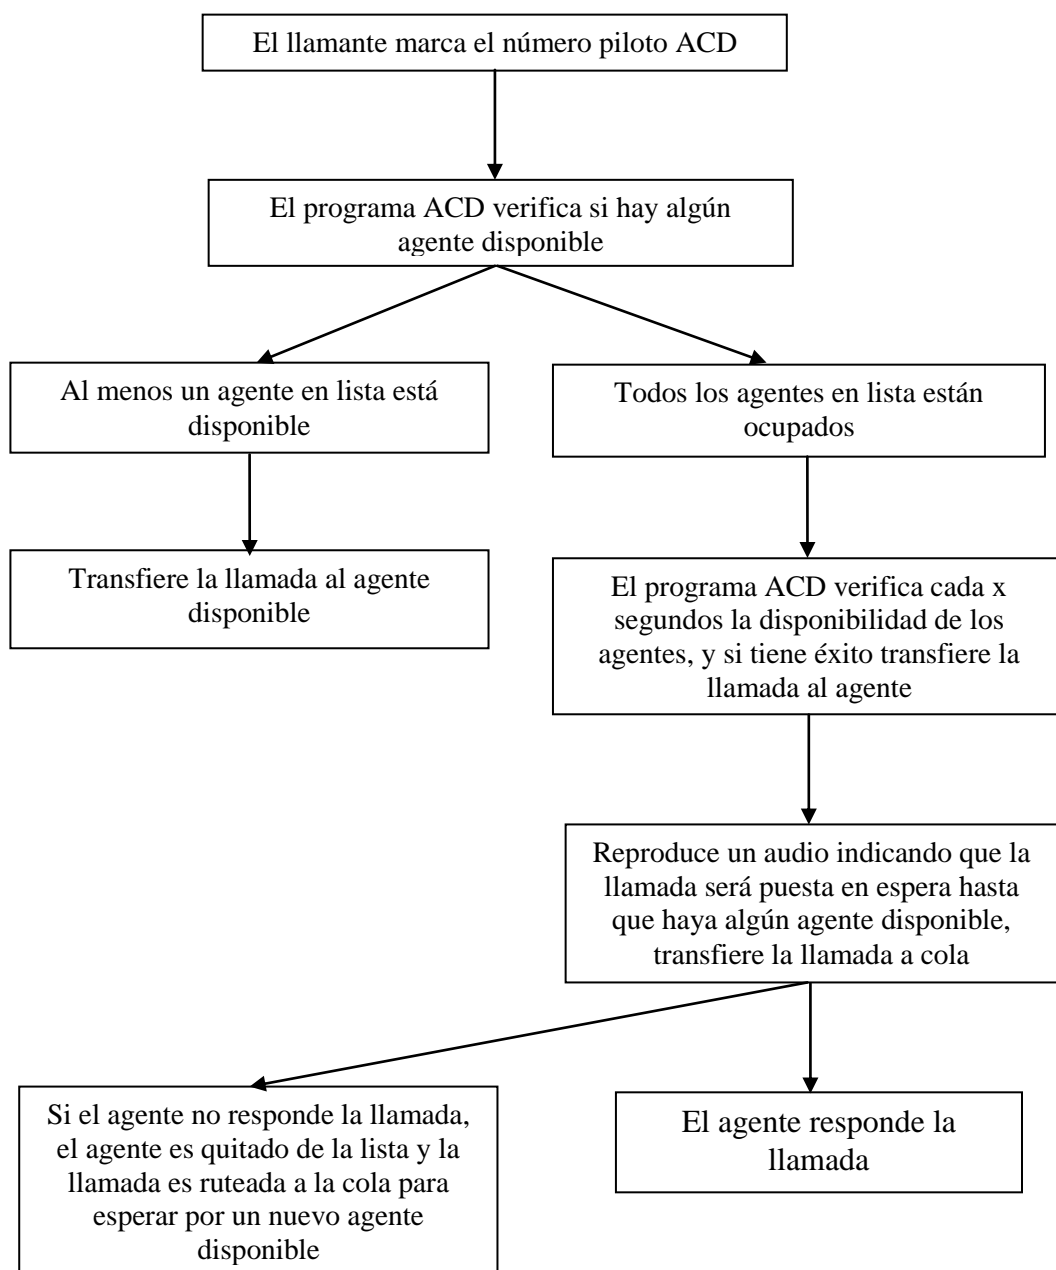 El llamante marca el número piloto ACD
El programa ACD verifica si hay algún
agente disponible
Al menos un agente en lista está
disponible
Todos los agentes en lista están
ocupados
Transfiere la llamada al agente
disponible
El programa ACD verifica cada x
segundos la disponibilidad de los
agentes, y si tiene éxito transfiere la
llamada al agente
Reproduce un audio indicando que la
llamada será puesta en espera hasta
que haya algún agente disponible,
transfiere la llamada a cola
Si el agente no responde la llamada,
el agente es quitado de la lista y la
llamada es ruteada a la cola para
esperar por un nuevo agente
disponible
El agente responde la
llamada